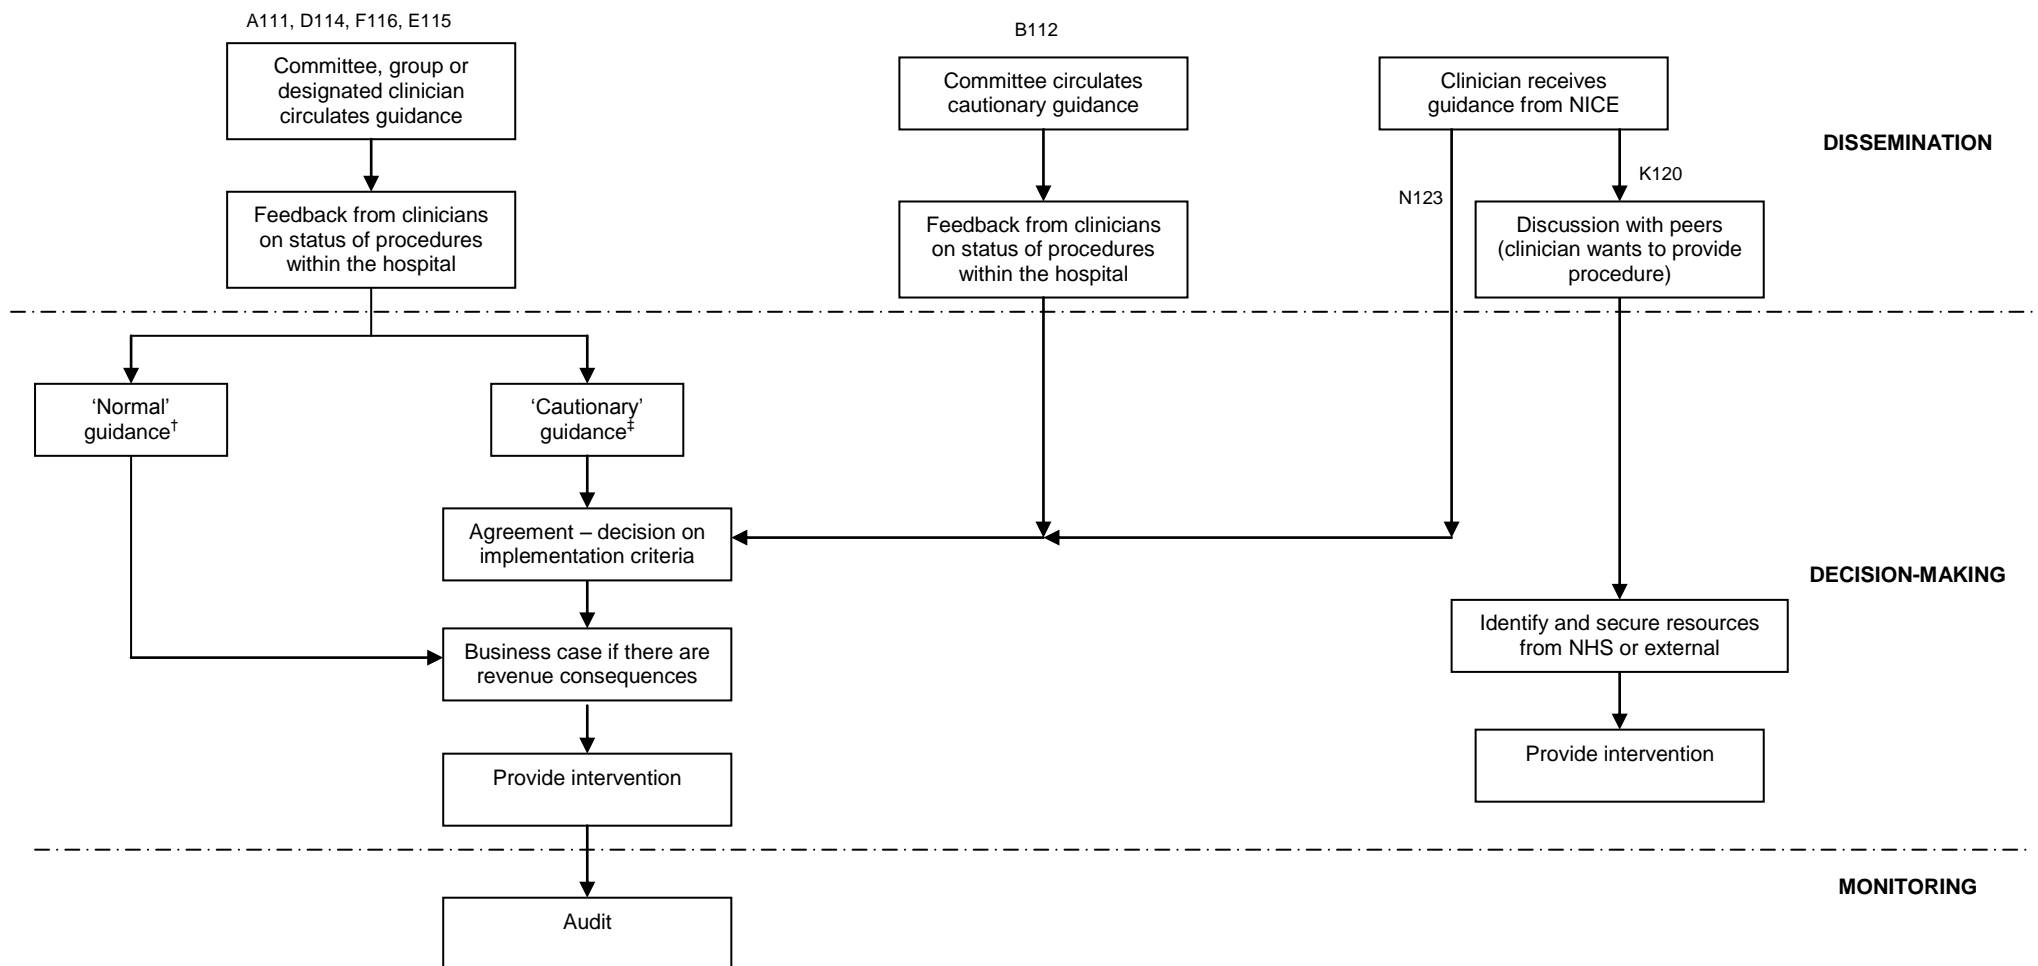 A111, D114, F116, E115
B112
Committee, group or
designated clinician
circulates guidance
Committee circulates
cautionary guidance
Clinician receives
guidance from NICE
DISSEMINATION
K120
N123
Feedback from clinicians
on status of procedures
within the hospital
Feedback from clinicians
on status of procedures
within the hospital
Discussion with peers
(clinician wants to provide
procedure)
‘Normal’
guidance†
‘Cautionary’
guidance‡
Agreement – decision on
implementation criteria
DECISION-MAKING
Identify and secure resources
from NHS or external
Business case if there are
revenue consequences
Provide intervention
Provide intervention
MONITORING
Audit